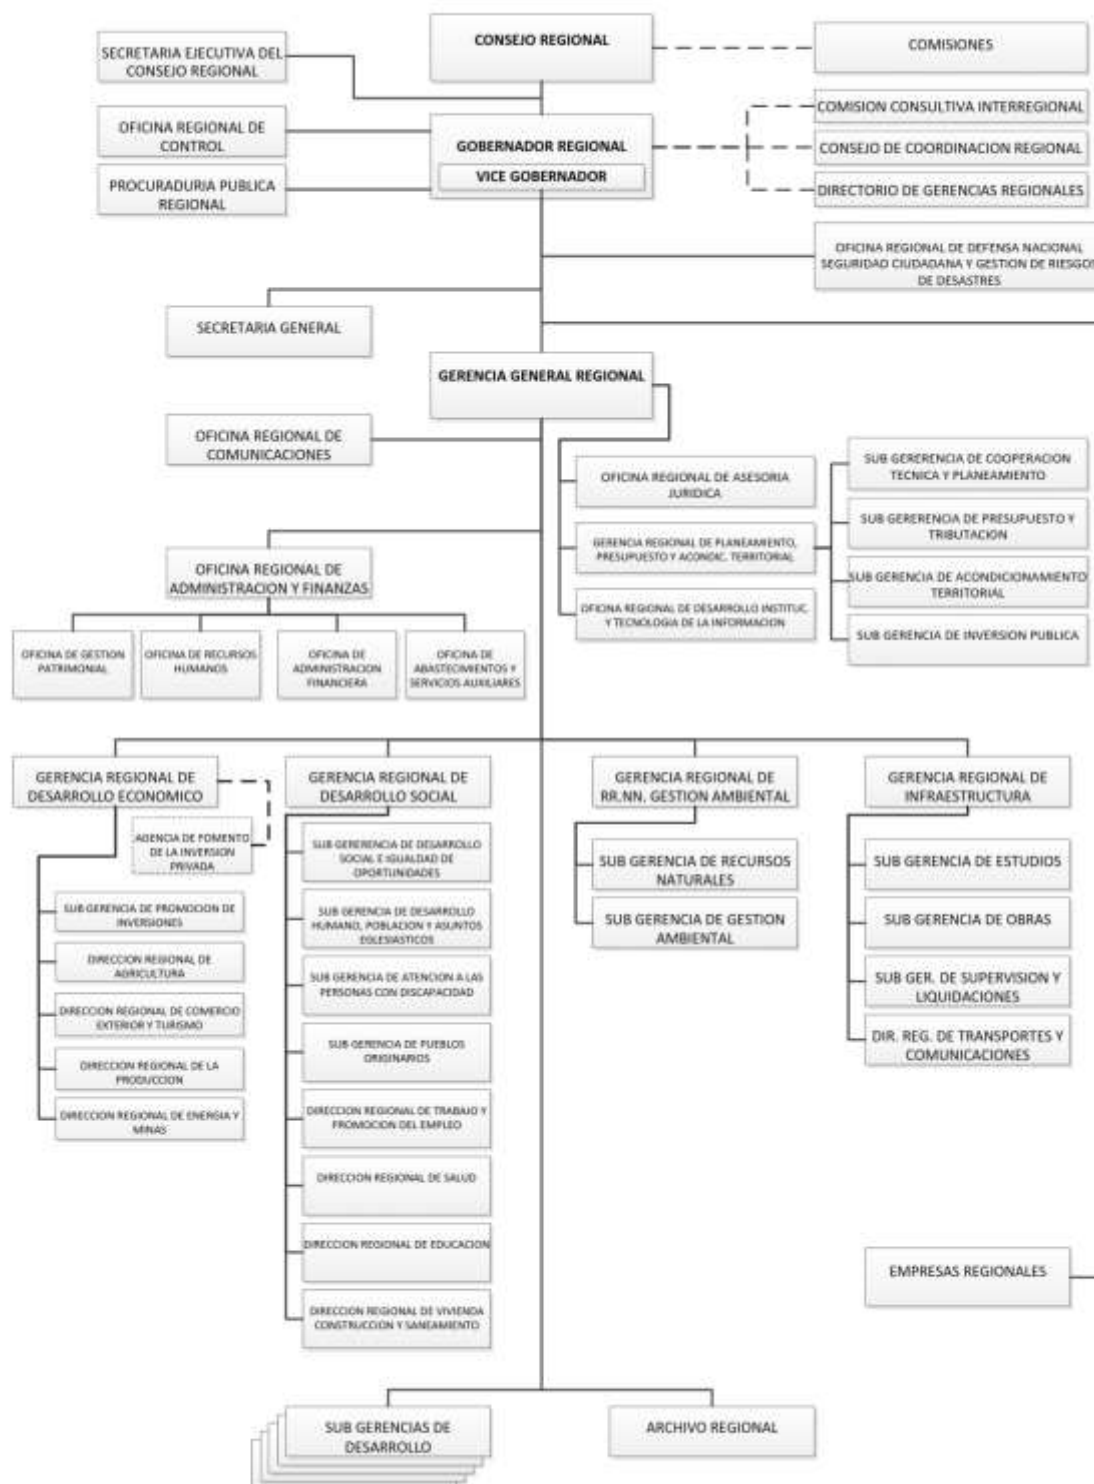 CONSEJO REGIONAL
COMISIONES
SECRETARIA EJECUTIVA DEL
CONSEJO REGIONAL
COMISION CONSULTIVA INTERREGIONAL
OFICINA REGIONAL DE
CONTROL
GOBERNADOR REGIONAL
VICE GOBERNADOR
CONSEJO DE COORDINACION REGIONAL
PROCURADURIA PUBLICA
REGIONAL
DIRECTORIO DE GERENCIAS REGIONALES
OFICINA REGIONAL DE DEFENSA NACIONAL
SEGURIDAD CIUDADANA Y GESTION DE RIESGOS
DE DESASTRES
SECRETARIA GENERAL
GERENCIA GENERAL REGIONAL
OFICINA REGIONAL DE
COMUNICACIONES
OFICINA REGIONAL DE ASESORIA
JURIDICA
SUB GERERENCIA DE COOPERACION
TECNICA Y PLANEAMIENTO
GERENCIA REGIONAL DE PLANEAMIENTO,
PRESUPUESTO Y ACONDIC. TERRITORIAL
SUB GERERENCIA DE PRESUPUESTO Y
TRIBUTACION
SUB GERENCIA DE ACONDICIONAMIENTO
TERRITORIAL
OFICINA REGIONAL DE DESARROLLO INSTITUC.
Y TECNOLOGIA DE LA INFORMACION
SUB GERENCIA DE INVERSION PUBLICA
OFICINA REGIONAL DE
ADMINISTRACION Y FINANZAS
OFICINA DE GESTION
PATRIMONIAL
OFICINA DE RECURSOS
HUMANOS
OFICINA DE
ADMINISTRACION
FINANCIERA
OFICINA DE
ABASTECIMIENTOS Y
SERVICIOS AUXILIARES
GERENCIA REGIONAL DE
DESARROLLO ECONOMICO
AGENCIA DE FOMENTO
DE LA INVERSION
PRIVADA
SUB GERENCIA DE PROMOCION DE
INVERSIONES
DIRECCION REGIONAL DE
AGRICULTURA
DIRECCION REGIONAL DE COMERCIO
EXTERIOR Y TURISMO
DIRECCION REGIONAL DE LA
PRODUCCION
DIRECCION REGIONAL DE ENERGIA Y
MINAS
GERENCIA REGIONAL DE
DESARROLLO SOCIAL
SUB GERERENCIA DE DESARROLLO
SOCIAL E IGUALDAD DE
OPORTUNIDADES
SUB GERENCIA DE DESARROLLO
HUMANO, POBLACION Y ASUNTOS
EGLESIASTICOS
SUB GERENCIA DE ATENCION A LAS
PERSONAS CON DISCAPACIDAD
SUB GERENCIA DE PUEBLOS
ORIGINARIOS
DIRECCION REGIONAL DE TRABAJO Y
PROMOCION DEL EMPLEO
DIRECCION REGIONAL DE SALUD
DIRECCION REGIONAL DE EDUCACION
DIRECCION REGIONAL DE VIVIENDA
CONSTRUCCION Y SANEAMIENTO
GERENCIA REGIONAL DE
RR.NN. GESTION AMBIENTAL
SUB GERENCIA DE RECURSOS
NATURALES
SUB GERENCIA DE GESTION
AMBIENTAL
GERENCIA REGIONAL DE
INFRAESTRUCTURA
SUB GERENCIA DE ESTUDIOS
SUB GERENCIA DE OBRAS
SUB GER. DE SUPERVISION Y
LIQUIDACIONES
DIR. REG. DE TRANSPORTES Y
COMUNICACIONES
EMPRESAS REGIONALES
SUB GERENCIAS DE
DESARROLLO
ARCHIVO REGIONAL